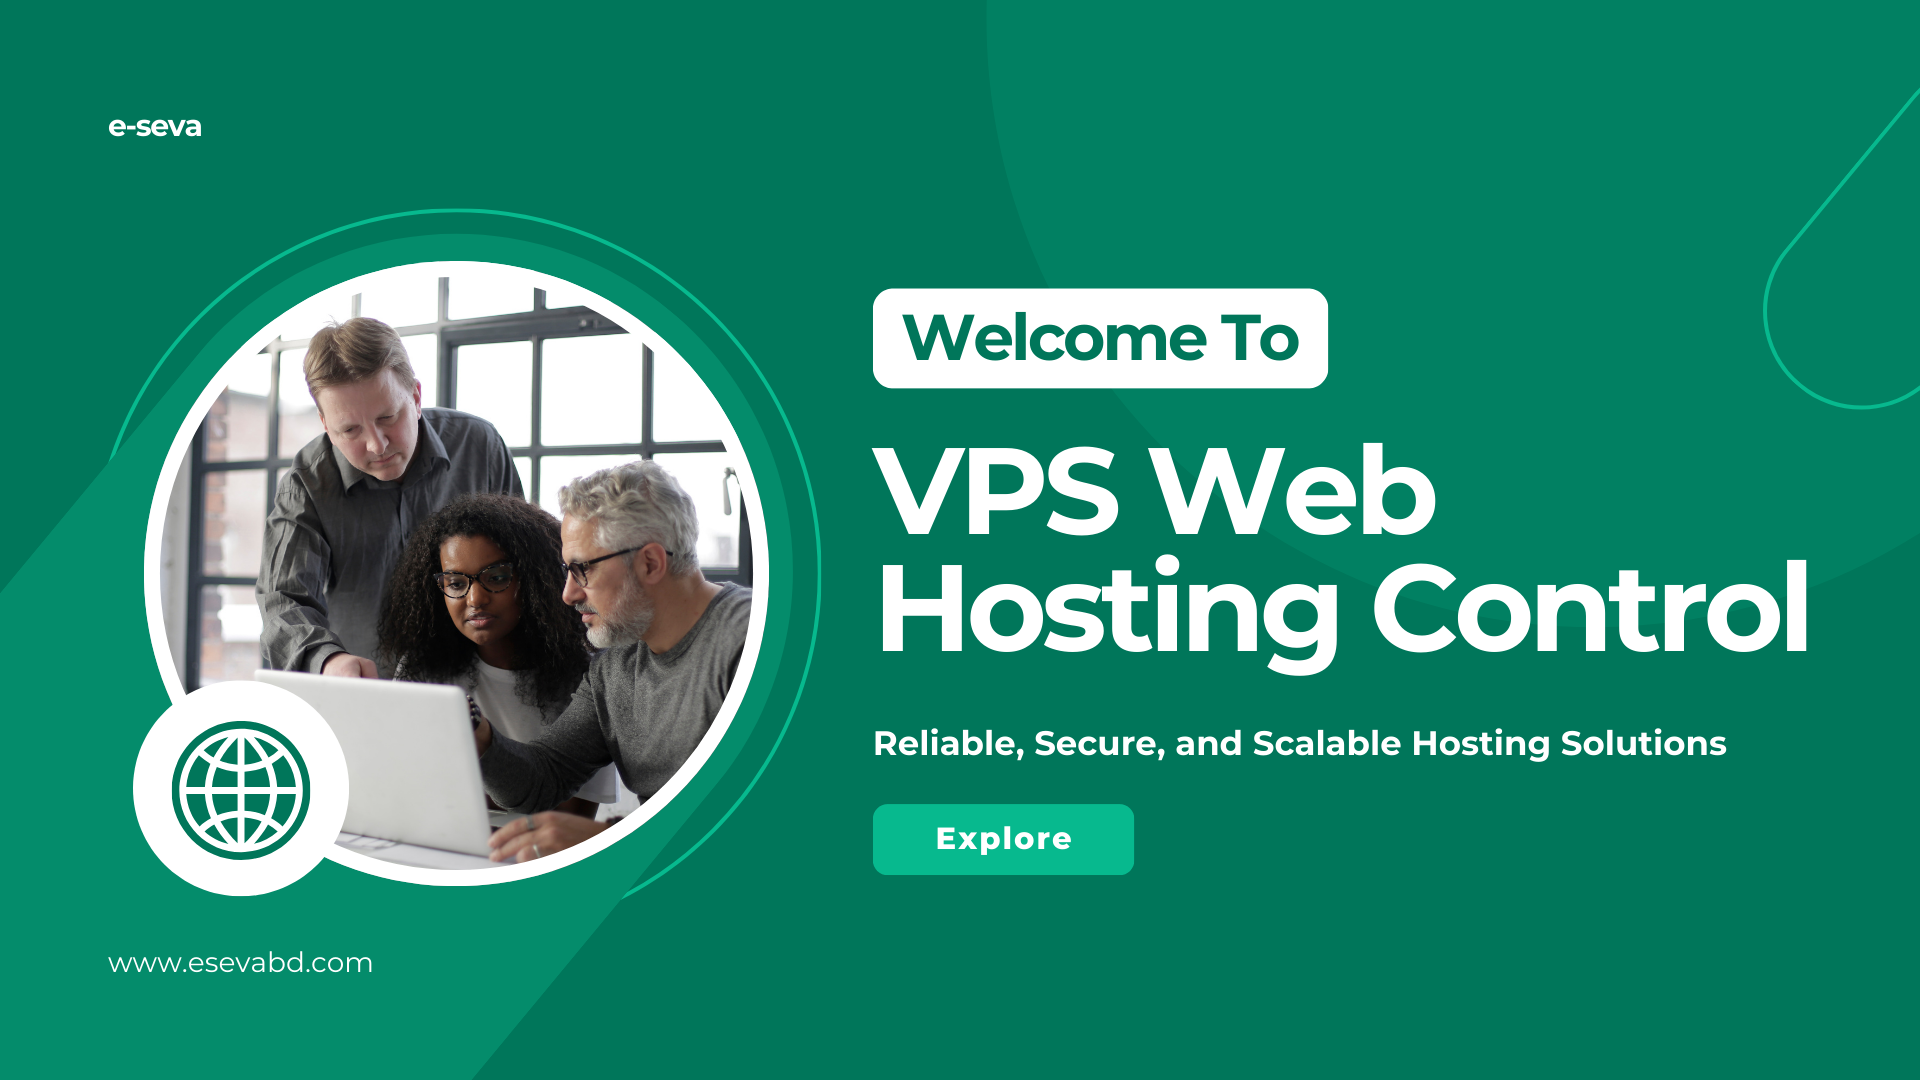 e-seva
Welcome To
VPS Web
Hosting Control
Reliable, Secure, and Scalable Hosting Solutions
Explore
www.esevabd.com